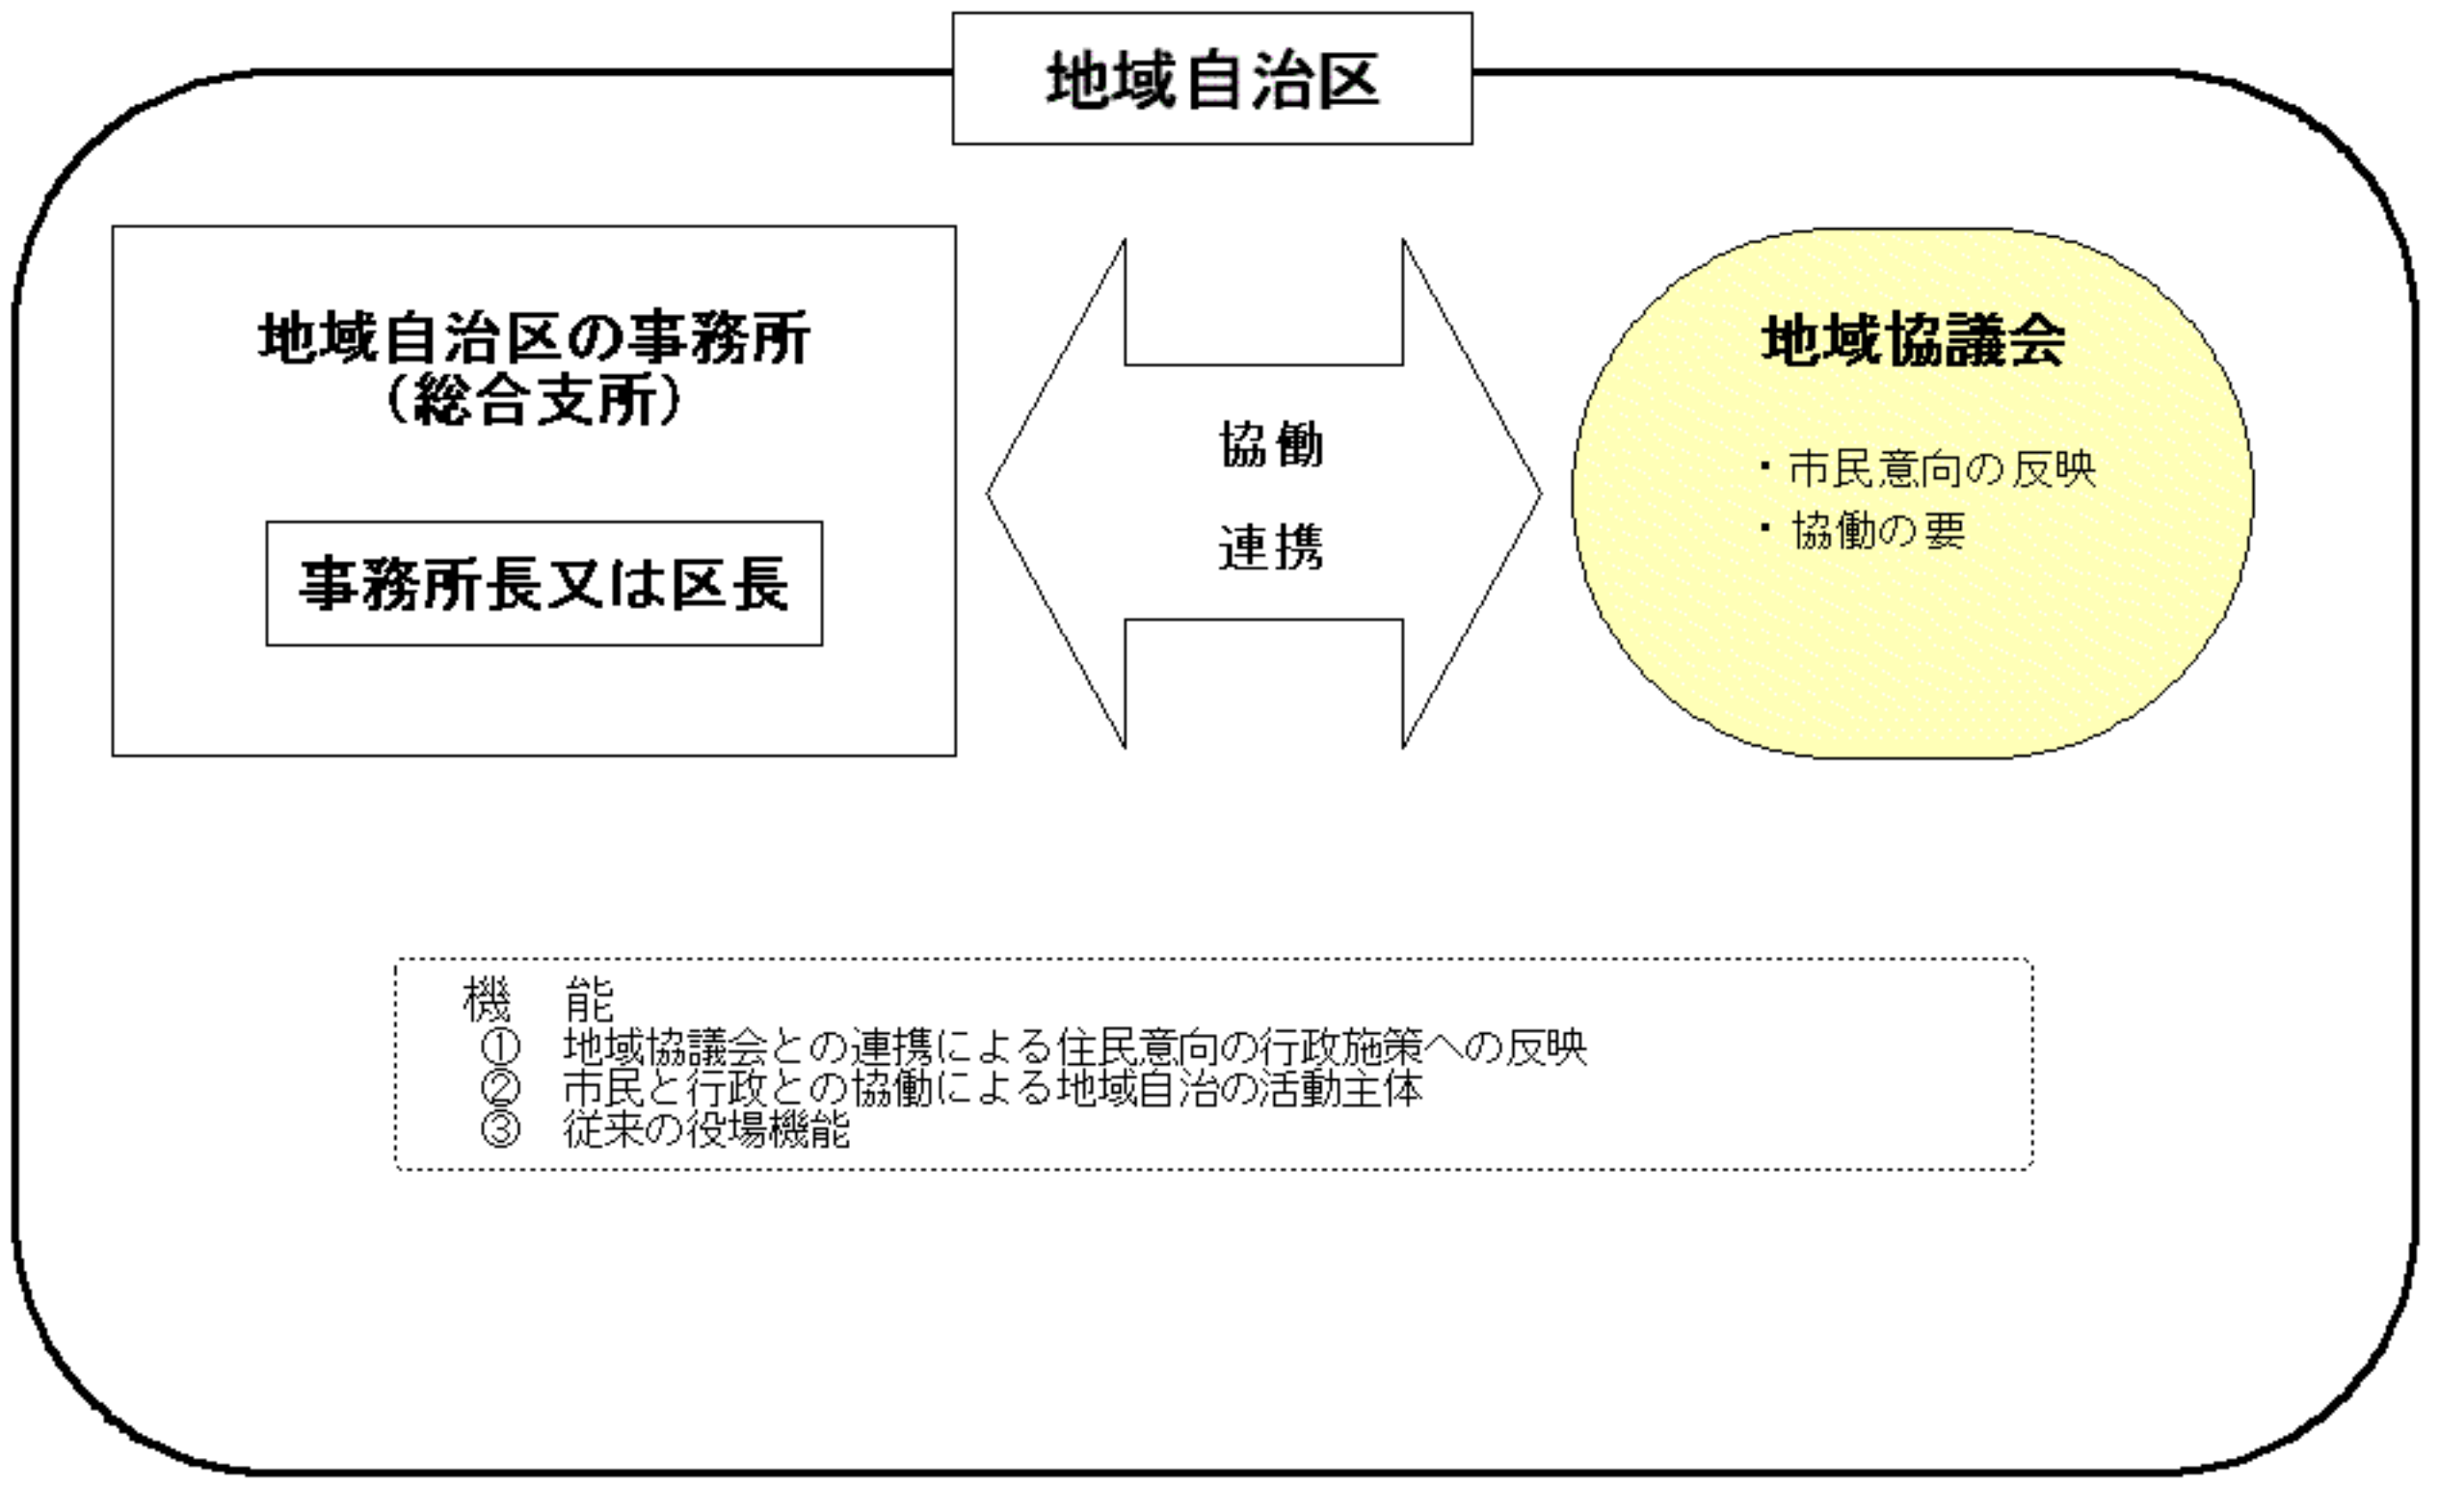 地域自治区
地域自治区の事務所
（総合支所）
事務所長又は区長
協働
連携
地域協議会
・市民意向の反映
・協働の要
機　能
①　地域協議会との連携による住民意向の行政施策への反映
②　市民と行政との協働による地域自治の活動主体
③　従来の役場機能